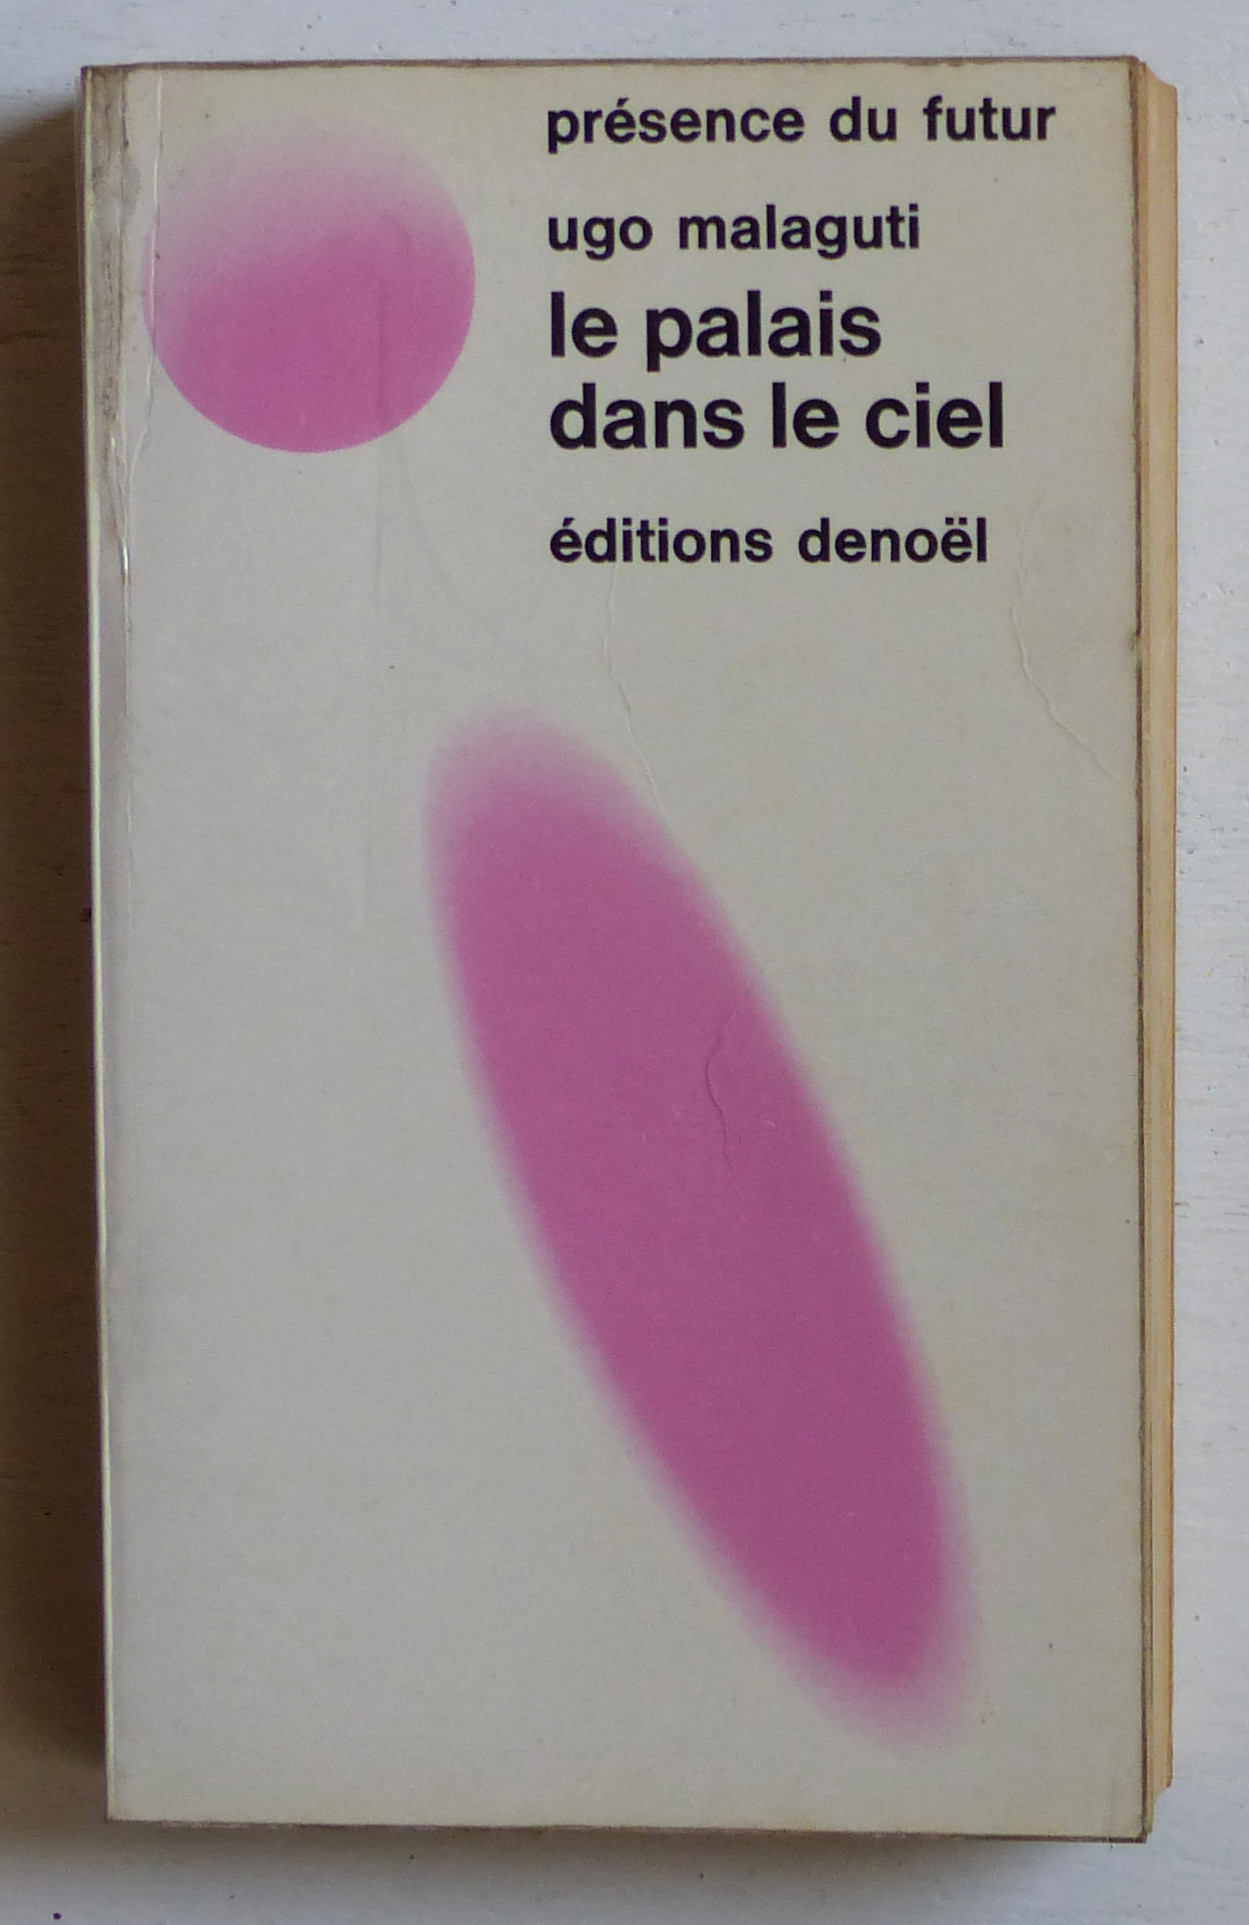 présence du futur
ugo malaguti
le palais
dans le ciel
éditions denoël